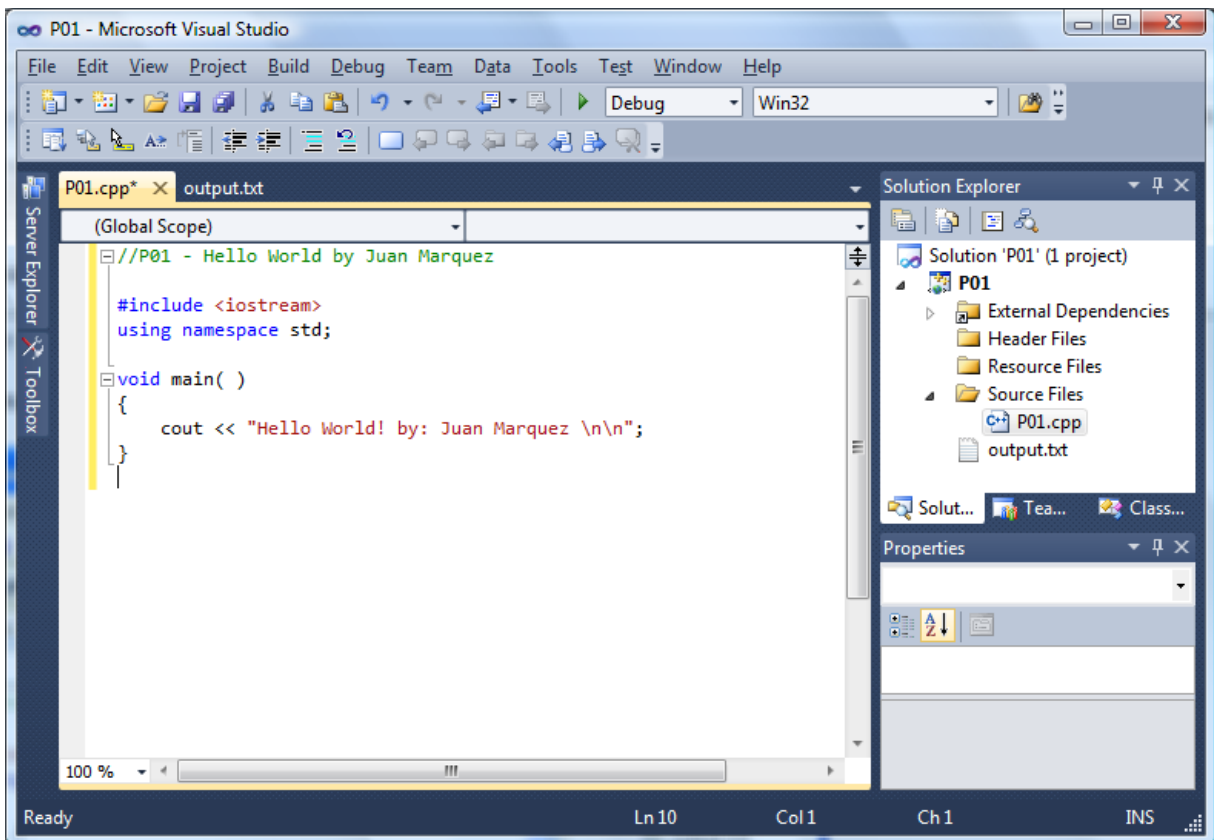 P01 - Microsoft Visual Studio
File Edit View Project Build Debug Team Data Tools Test Window Help
Debug Win32
P01.cpp* output.txt
(Global Scope)
//P01 - Hello World by Juan Marquez
#include <iostream>
using namespace std;
void main( )
{
cout << "Hello World! by: Juan Marquez \n\n";
}
100 %
Server Explorer
Toolbox
Solution Explorer
Solution 'P01' (1 project)
P01
External Dependencies
Header Files
Resource Files
Source Files
P01.cpp
output.txt
Solut... Tea... Class...
Properties
Ready Ln 10 Col 1 Ch 1 INS